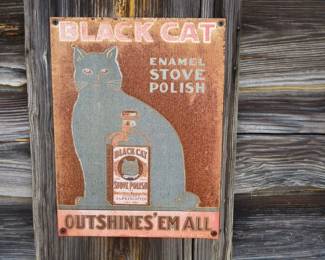 BLACK CAT
ENAMEL
STOVE
POLISH
BLACK CAT
STOVE POLISH
OUTSHINES 'EM ALL